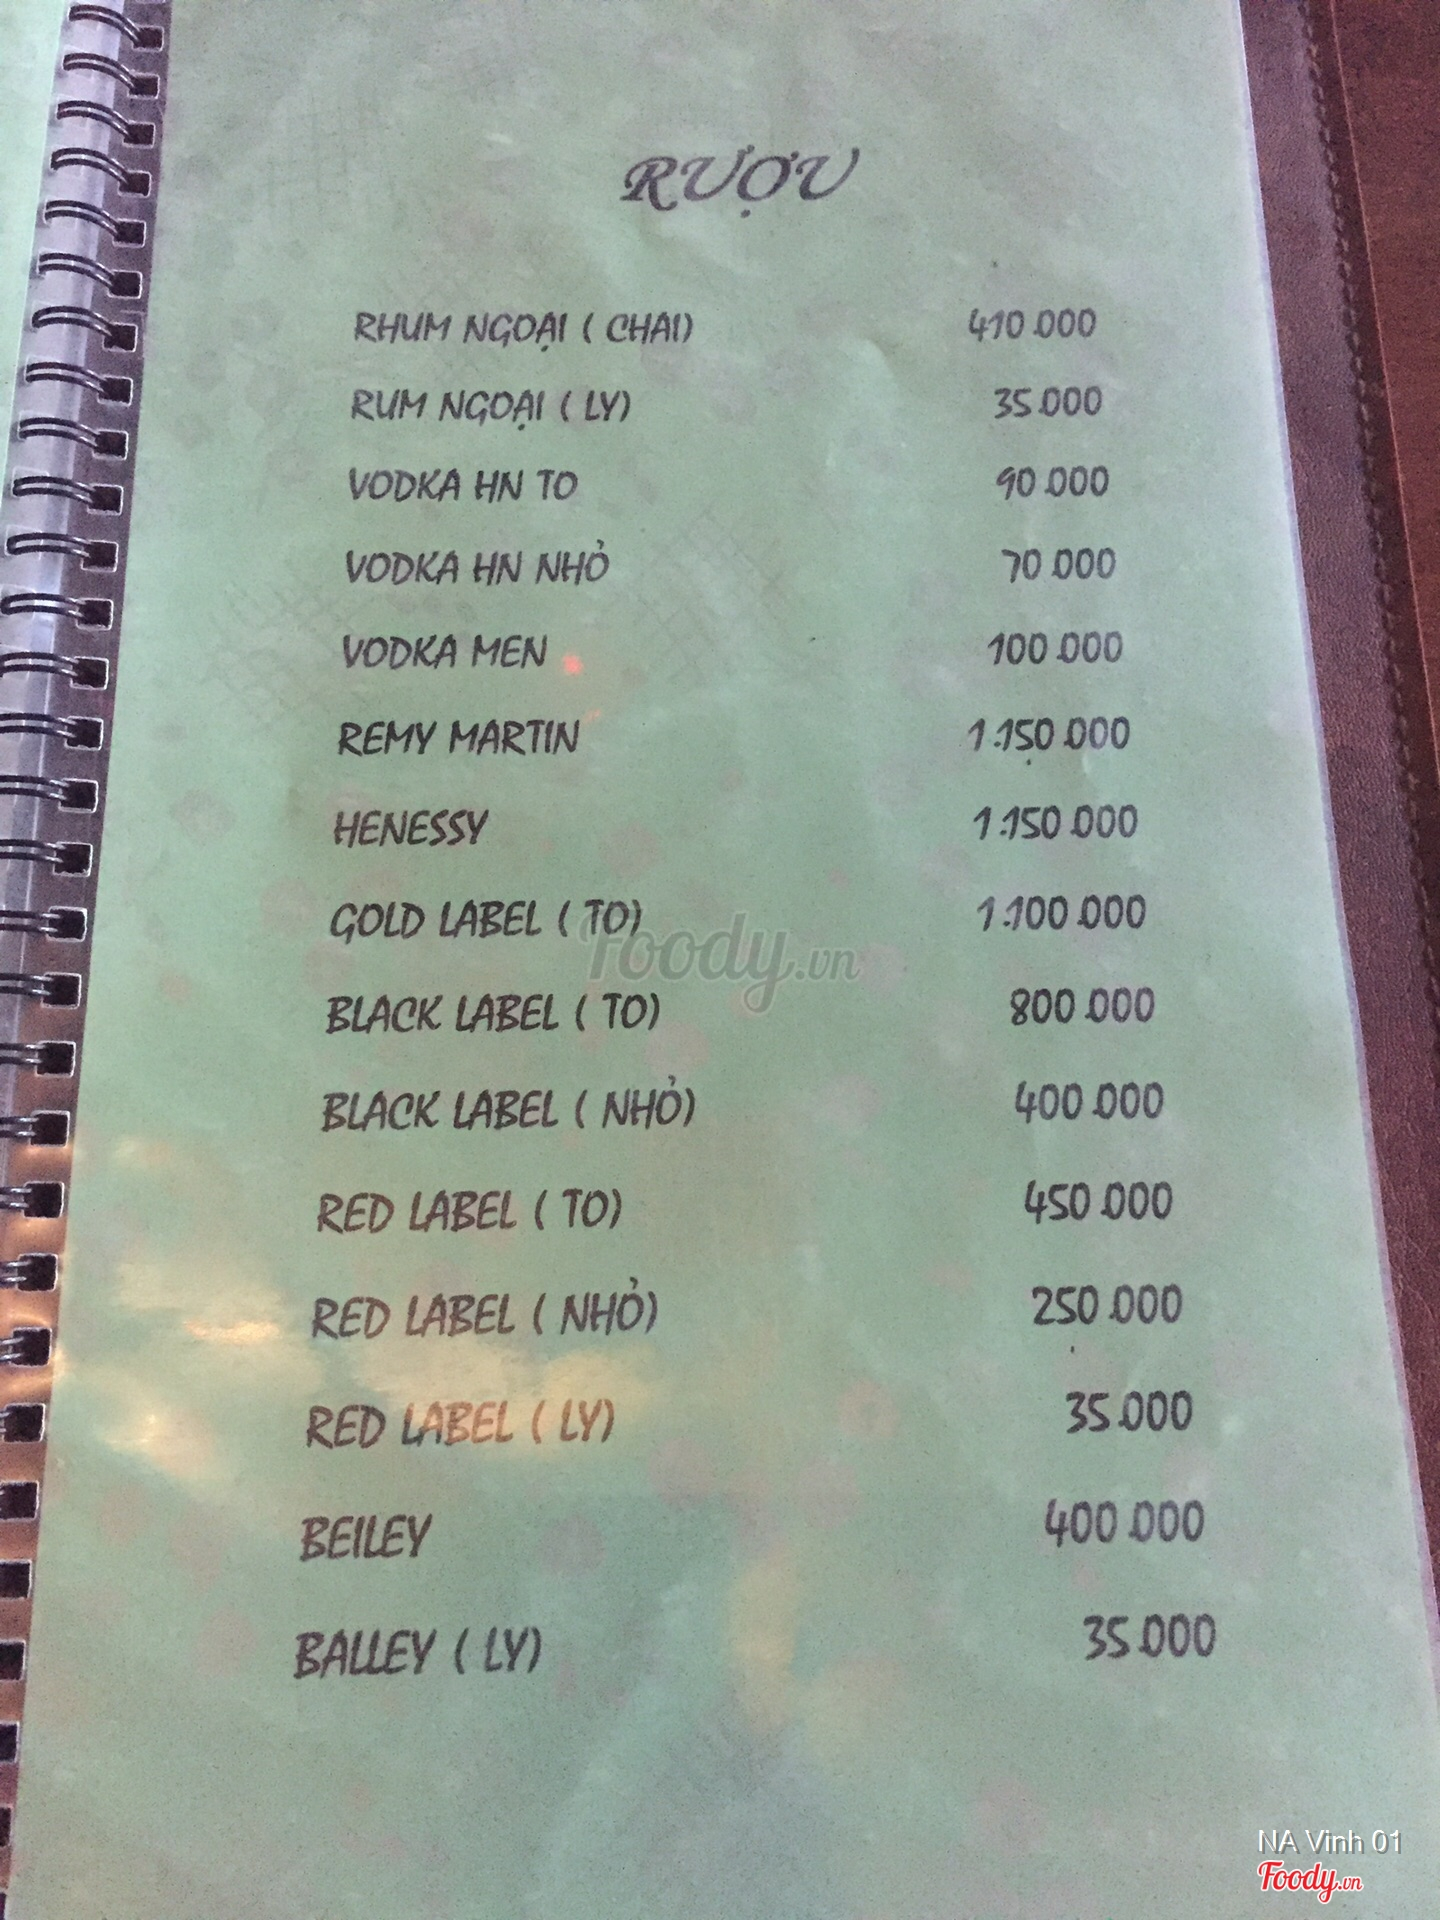 RƯỢU
RHUM NGOẠI ( CHAI) 410.000
RUM NGOẠI ( LY) 35.000
VODKA HN TO 90.000
VODKA HN NHỎ 70.000
VODKA MEN 100.000
REMY MARTIN 1.150.000
HENESSY 1.150.000
GOLD LABEL ( TO) 1.100.000
Foody.vn
BLACK LABEL ( TO) 800.000
BLACK LABEL ( NHỎ) 400.000
RED LABEL ( TO) 450.000
RED LABEL ( NHỎ) 250.000
RED LABEL ( LY) 35.000
BEILEY 400.000
BALLEY ( LY) 35.000
NA Vinh 01
Foody.vn